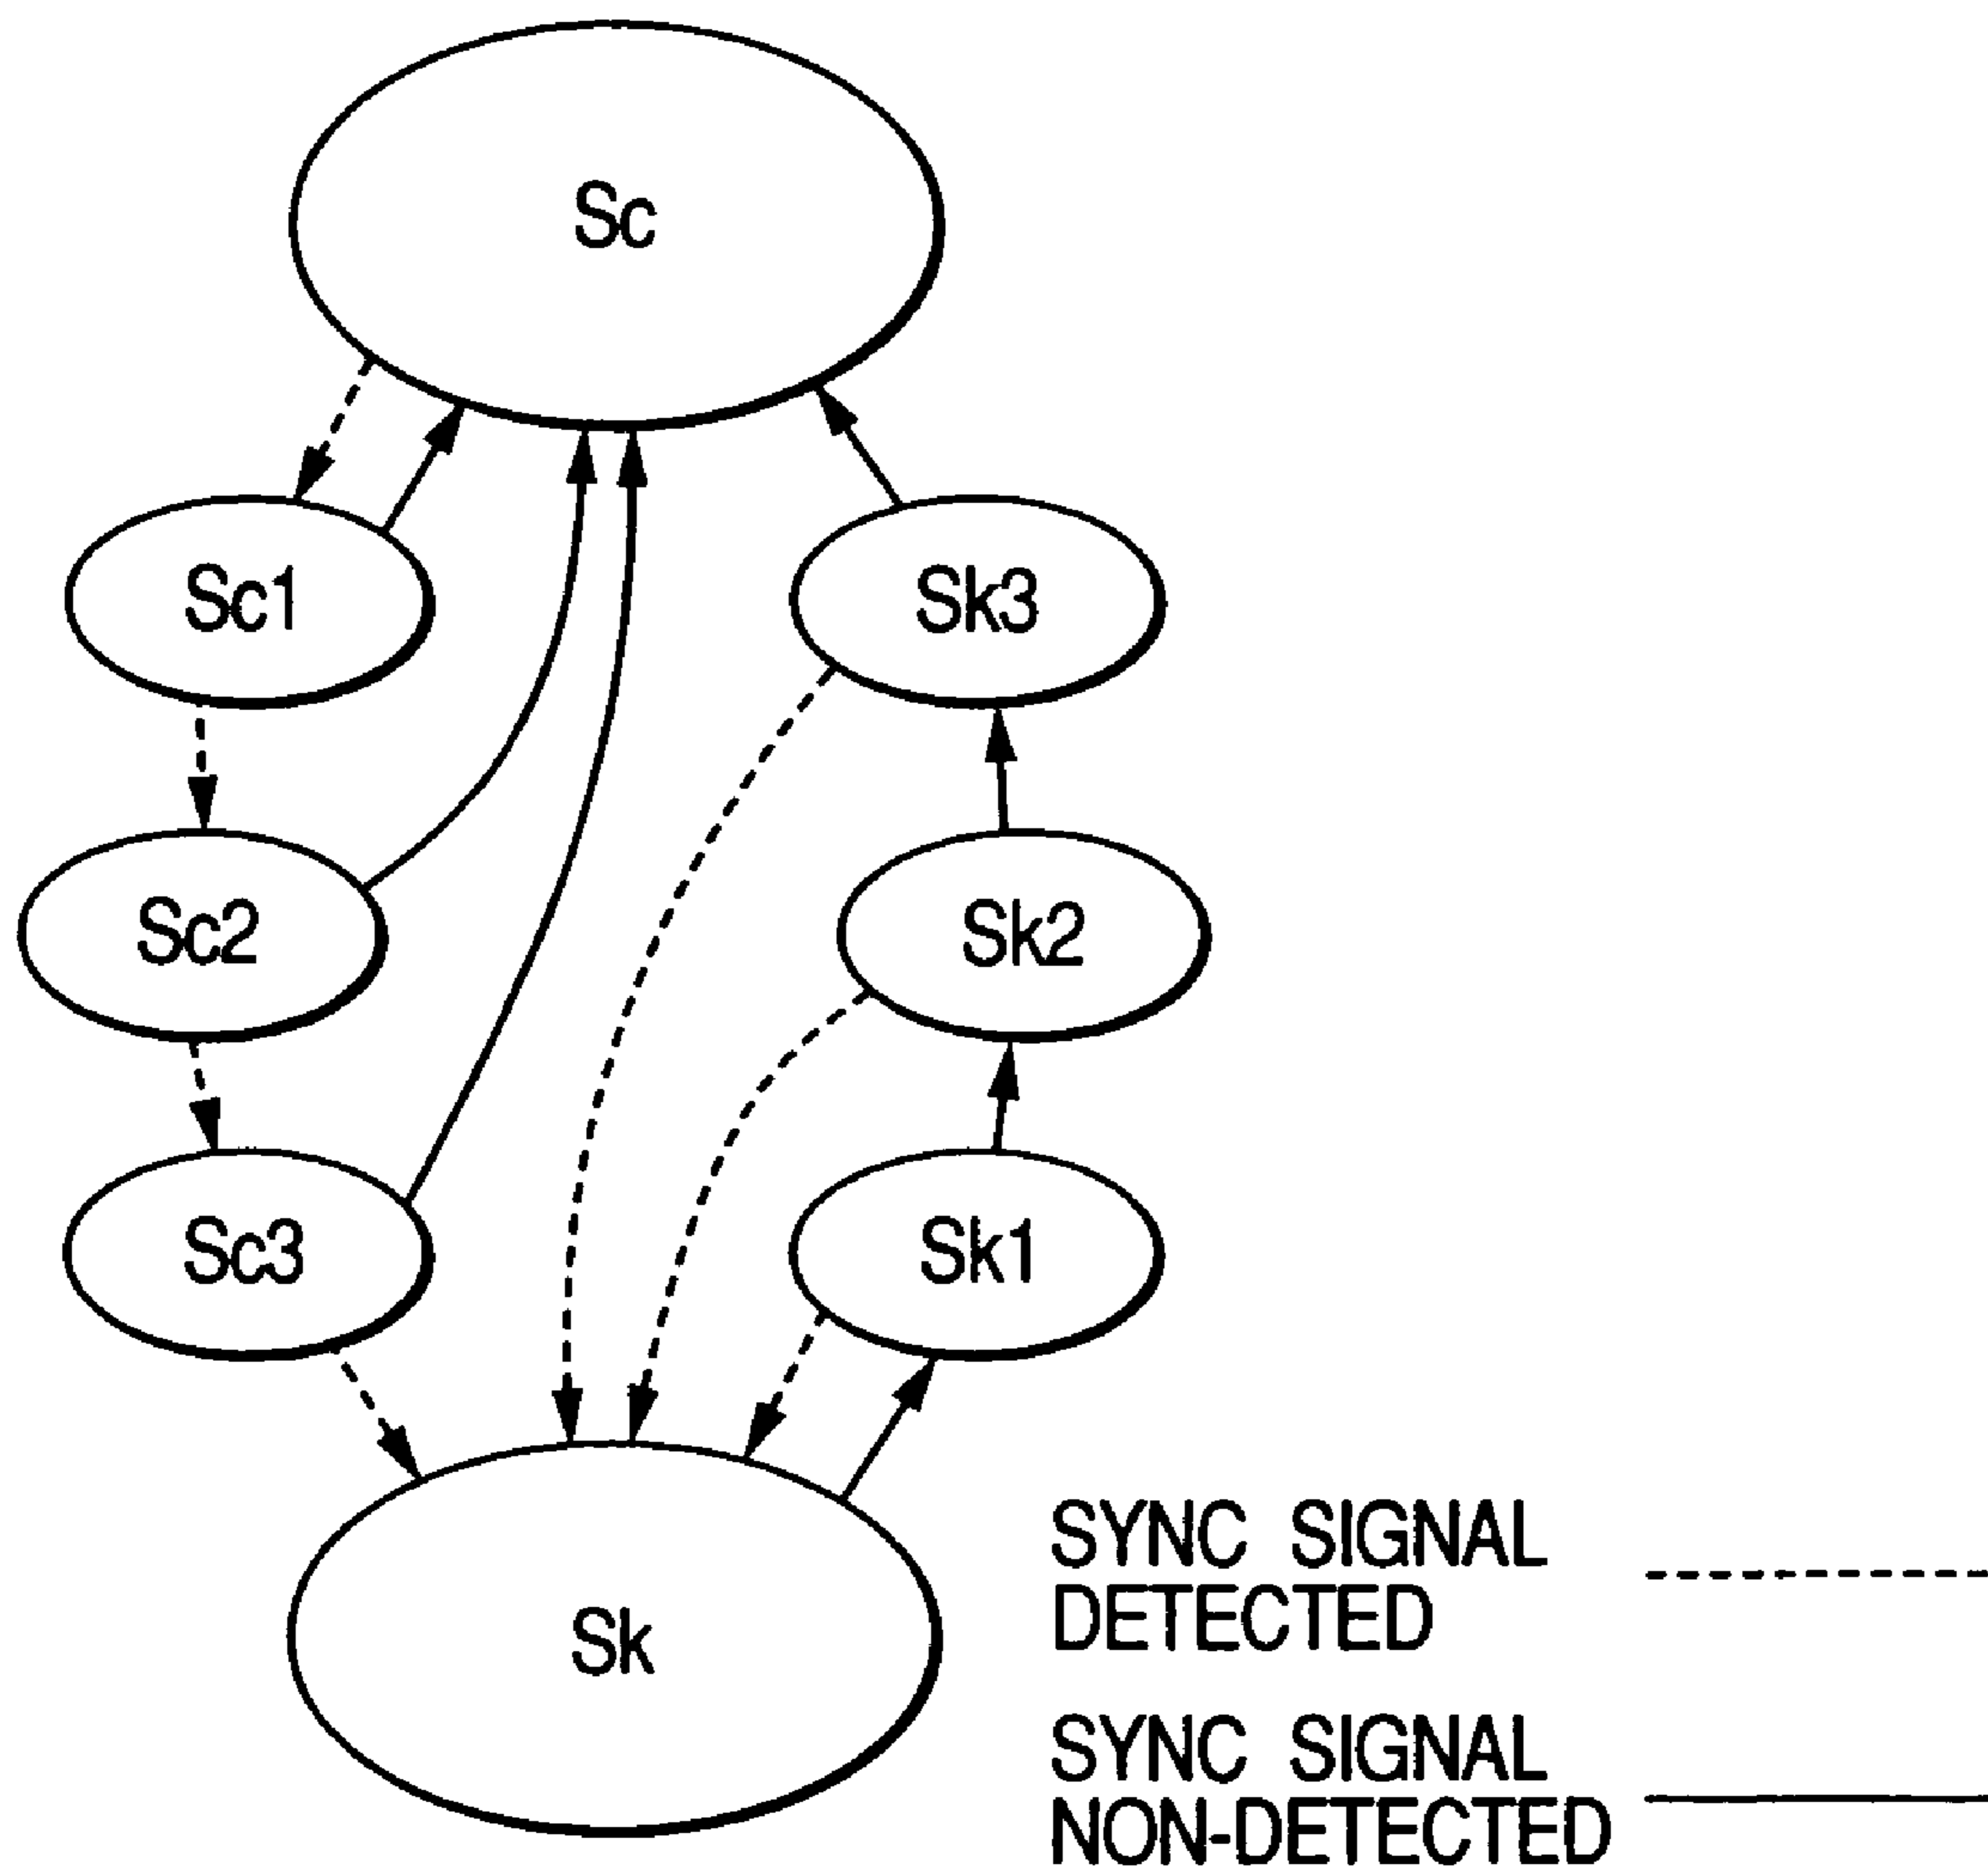 Sc
Sc1
Sk3
Sc2
Sk2
Sc3
Sk1
Sk
SYNC SIGNAL
DETECTED
SYNC SIGNAL
NON-DETECTED